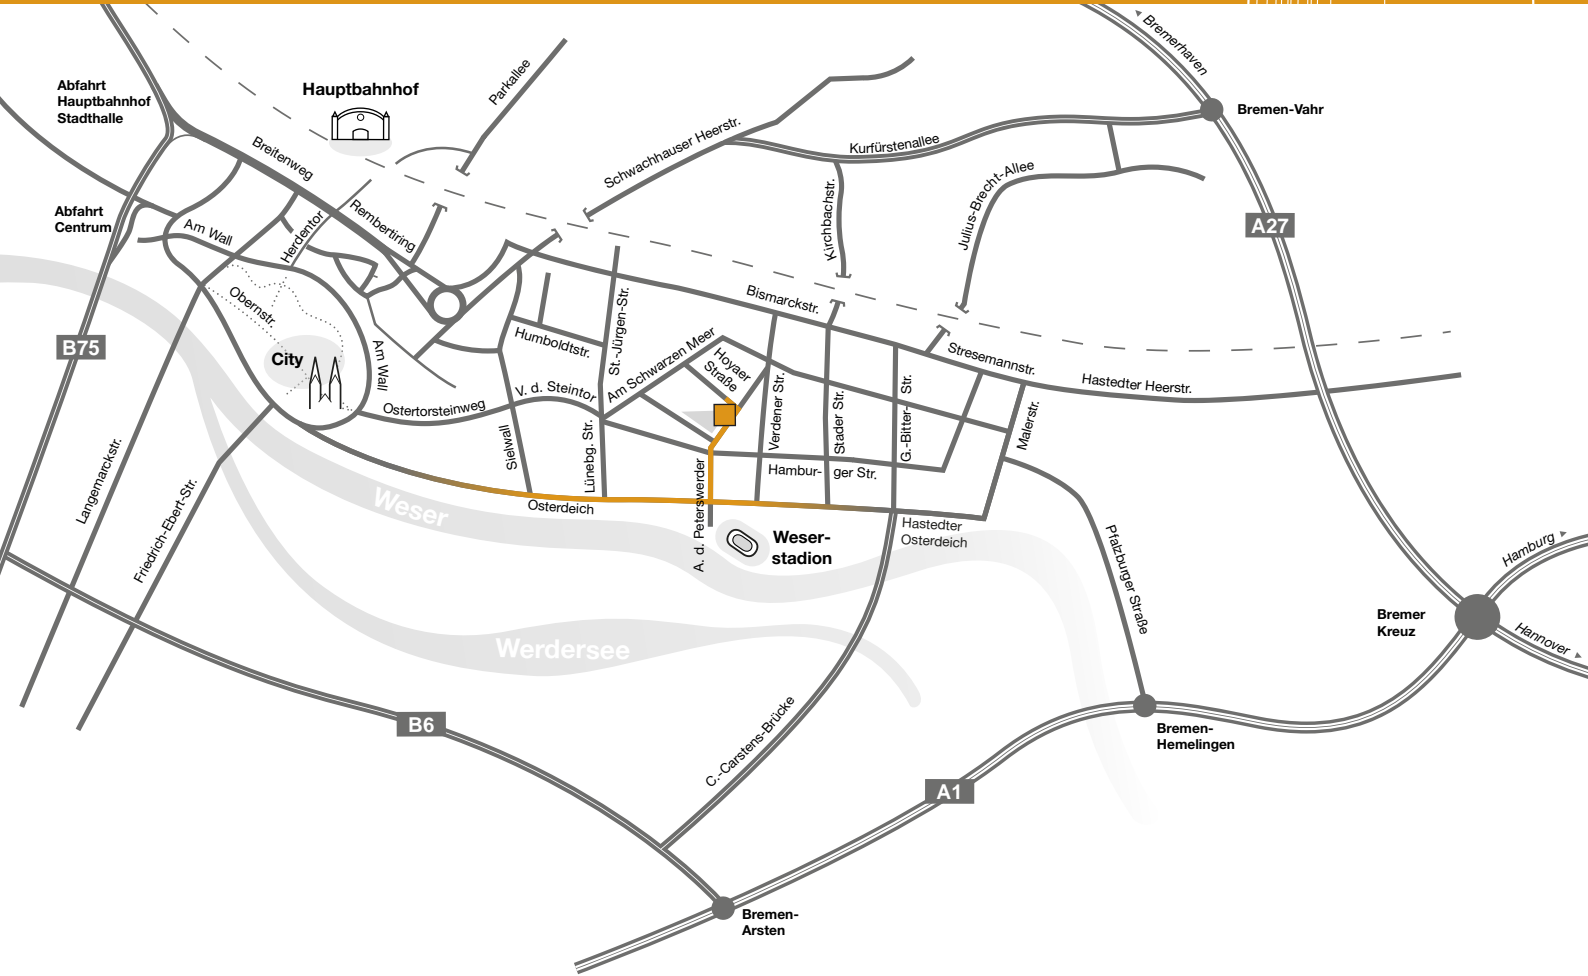 Bremerhaven
Abfahrt
Hauptbahnhof
Stadthalle
Hauptbahnhof
Parkallee
Bremen-Vahr
Schwachhauser Heerstr.
Kurfürstenallee
Breitenweg
Julius-Brecht-Allee
Kirchbachstr.
Abfahrt
Centrum
Am Wall
Herdentor
Rembertiring
A27
Obernstr.
Bismarckstr.
St.-Jürgen-Str.
Humboldtstr.
B75
City
Am Wall
Am Schwarzen Meer
Hoyaer
Straße
Stresemannstr.
Hastedter Heerstr.
V. d. Steintor
Ostertorsteinweg
Verdener Str.
Stader Str.
G.-Bitter-
Str.
Malerstr.
Sielwall
Lünebg. Str.
Langemarckstr.
Friedrich-Ebert-Str.
Hambur-
ger Str.
A. d. Peterswerder
Weser
Osterdeich
Hastedter
Osterdeich
Weser-
stadion
Pfalzburger Straße
Hamburg
Bremer
Kreuz
Hannover
Werdersee
B6
C.-Carstens-Brücke
Bremen-
Hemelingen
A1
Bremen-
Arsten